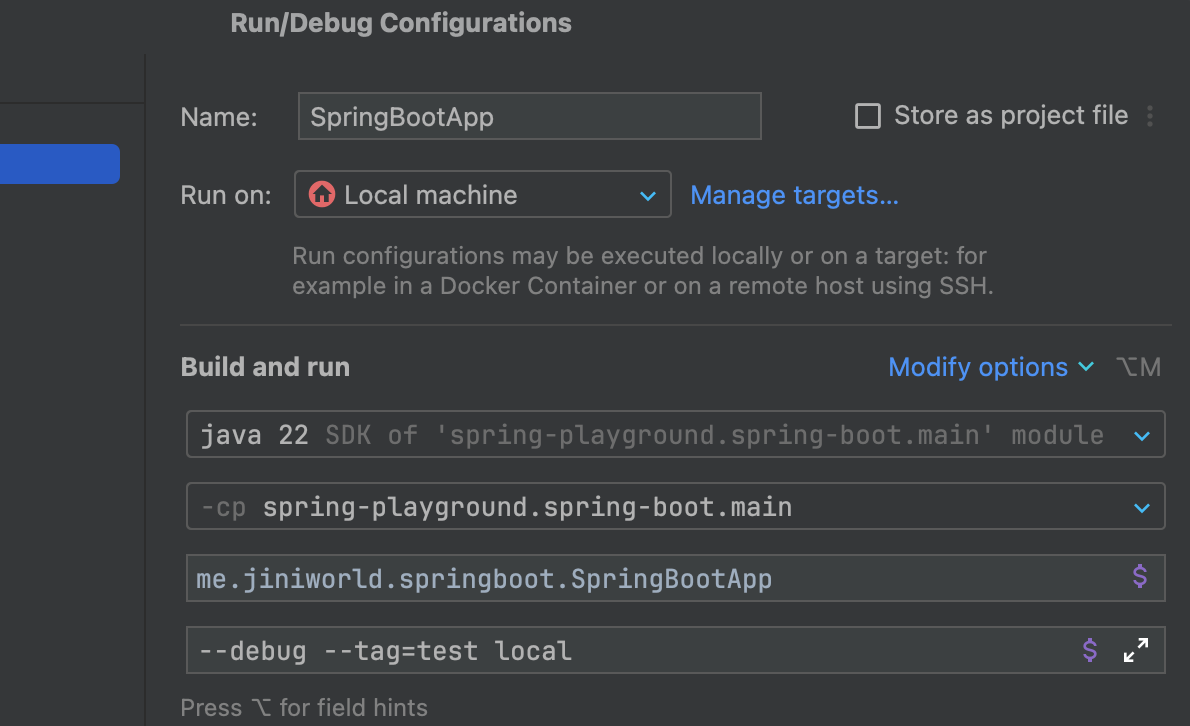 Run/Debug Configurations
Name: SpringBootApp Store as project file
Run on: Local machine Manage targets...
Run configurations may be executed locally or on a target: for
example in a Docker Container or on a remote host using SSH.
Build and run Modify options ⌥M
java 22 SDK of 'spring-playground.spring-boot.main' module
-cp spring-playground.spring-boot.main
me.jiniworld.springboot.SpringBootApp $
--debug --tag=test local $
Press ⌥ for field hints